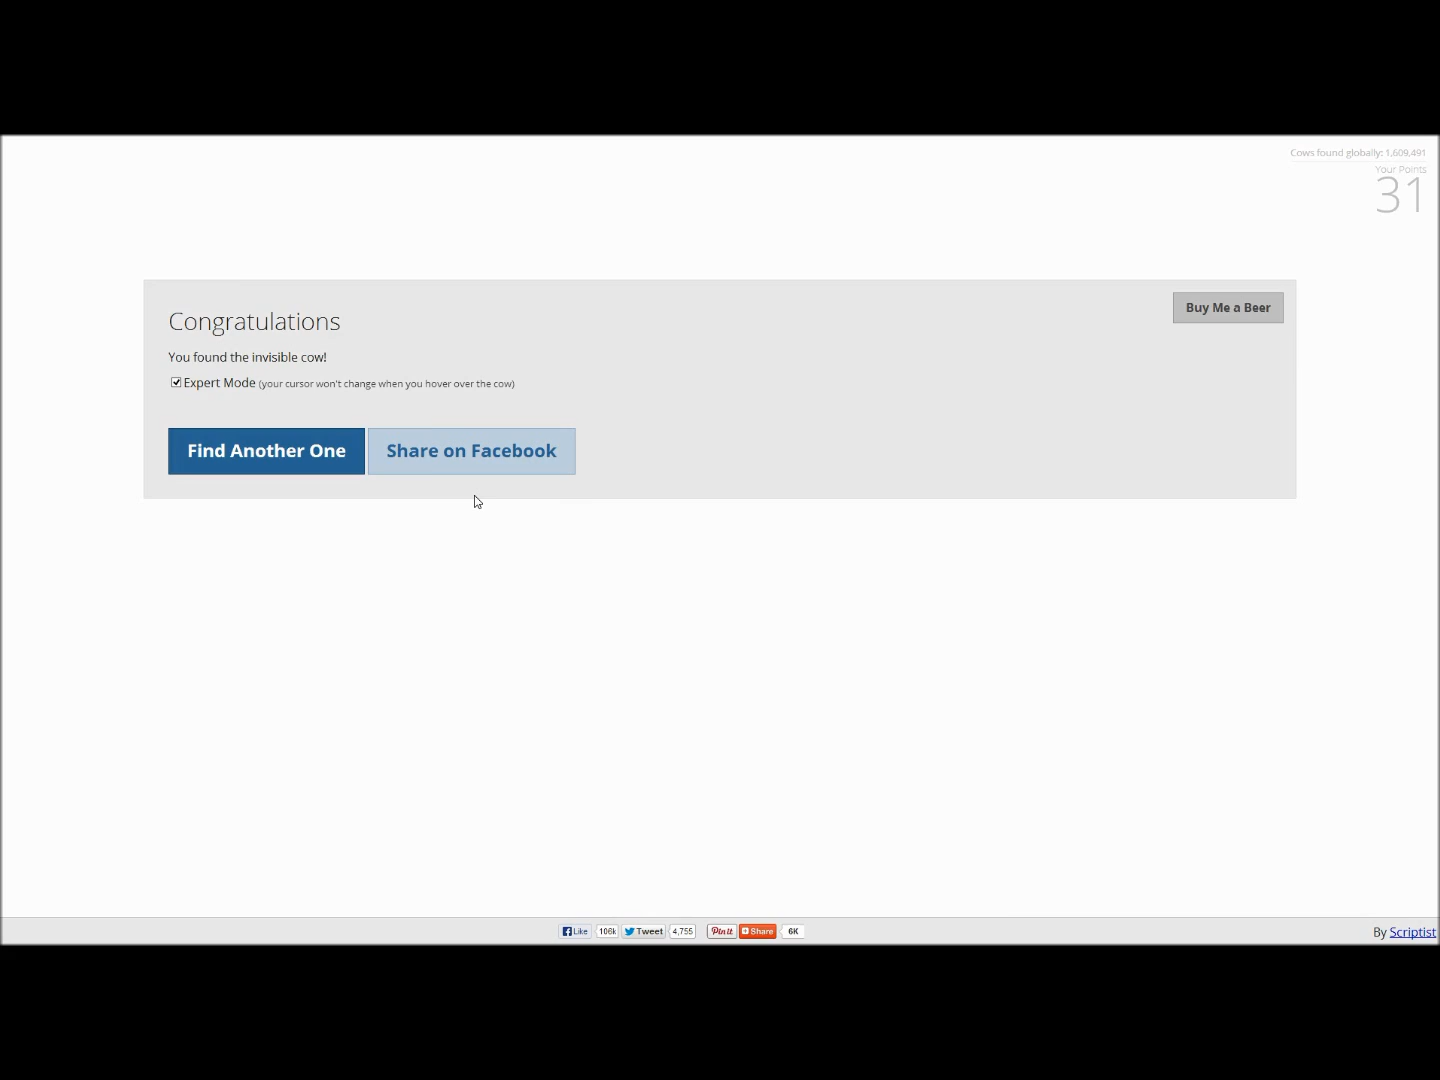 Cows found globally: 1,609,491
Your Points
31
Buy Me a Beer
Congratulations
You found the invisible cow!
Expert Mode (your cursor won't change when you hover over the cow)
Find Another One Share on Facebook
Like 106k Tweet 4,755 Pin it Share 6K
By Scriptist